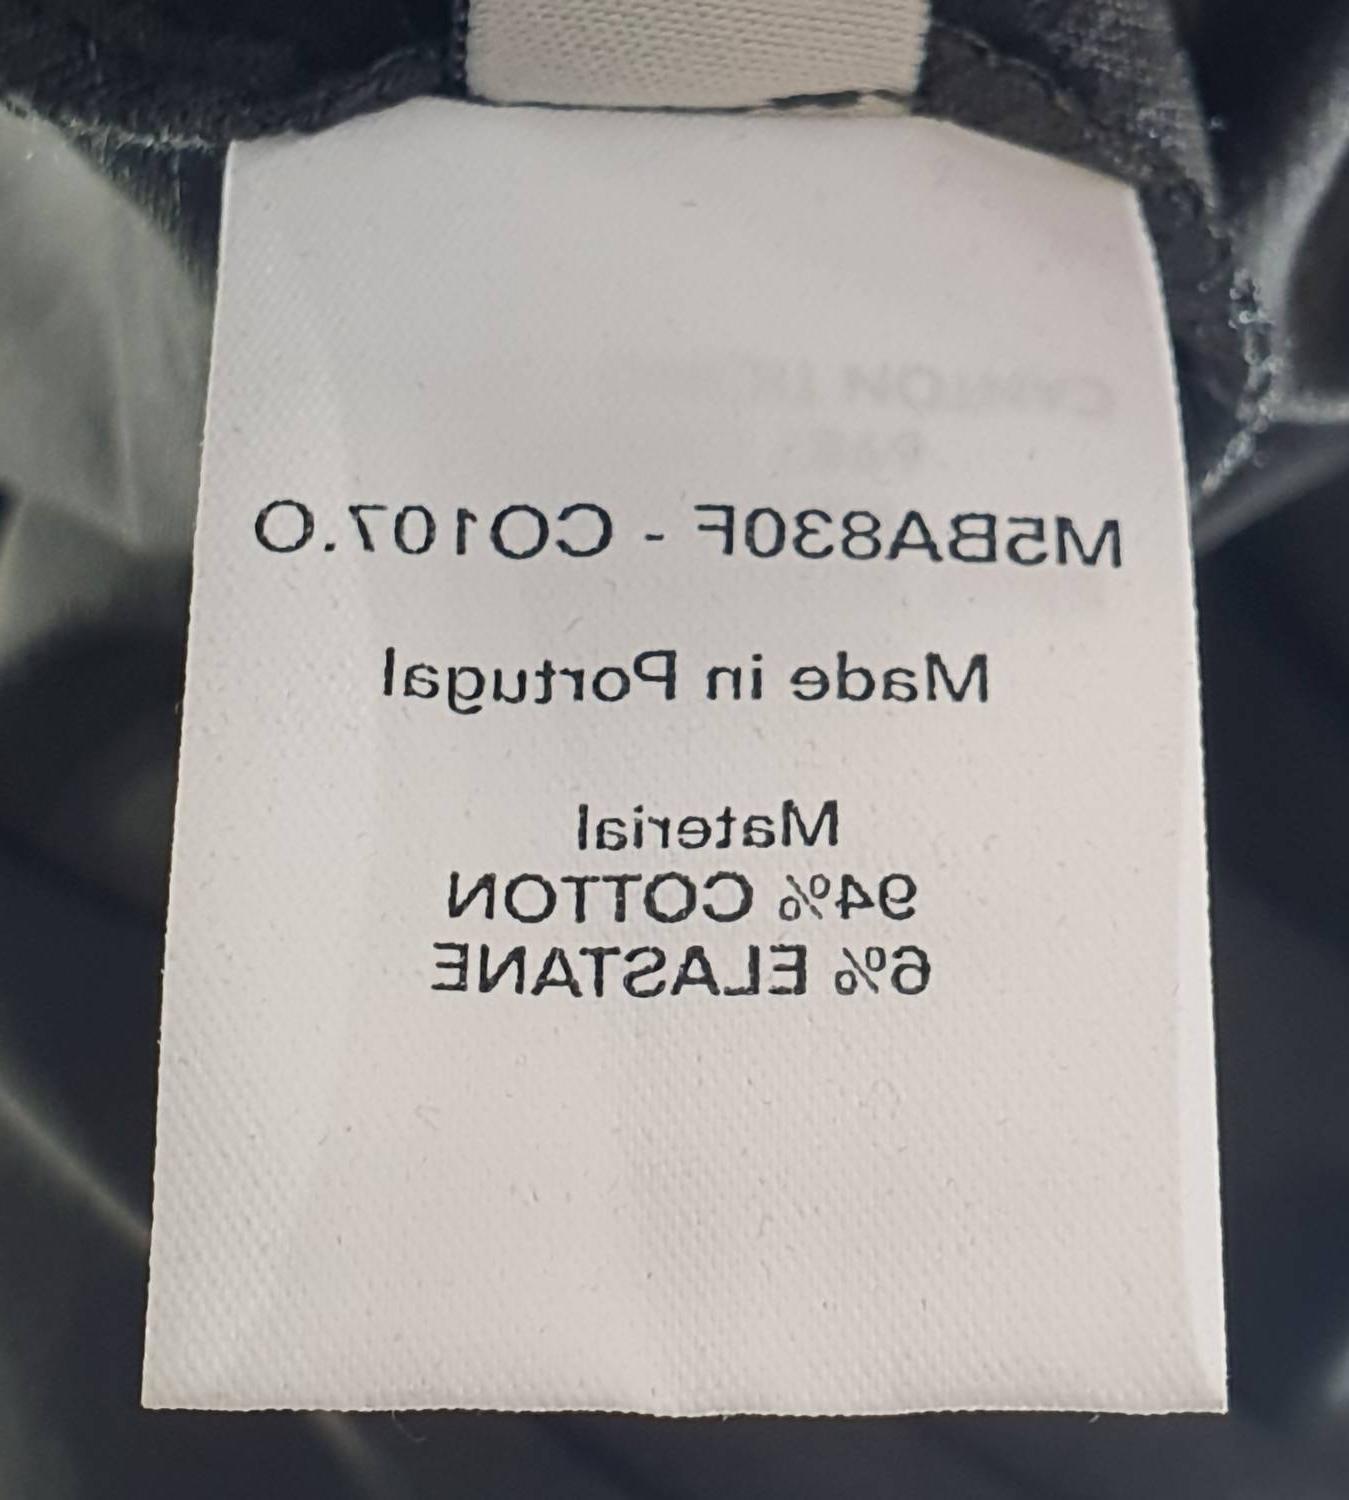 M5BA830F - CO107.O
Made in Portugal
Material
94% COTTON
6% ELASTANE